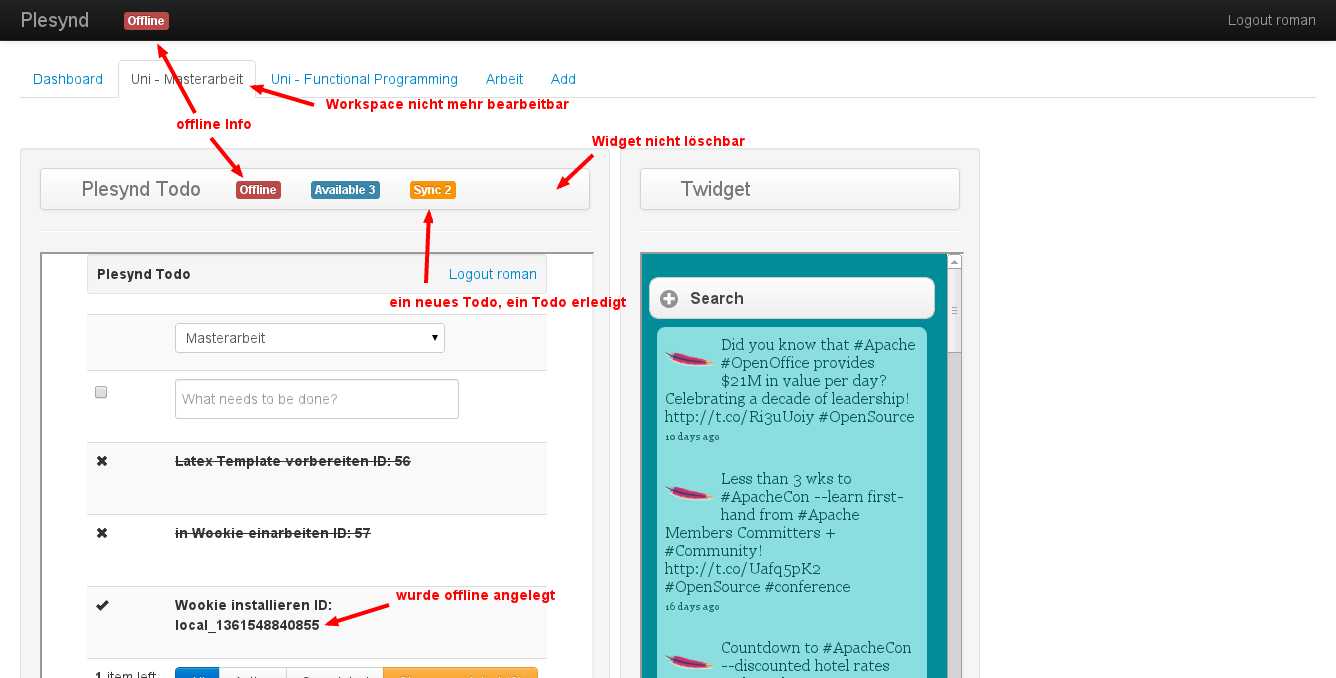 Plesynd Offline Logout roman
Dashboard Uni - Masterarbeit Uni - Functional Programming Arbeit Add
Workspace nicht mehr bearbeitbar
offline Info
Widget nicht löschbar
Plesynd Todo Offline Available 3 Sync 2
Twidget
Plesynd Todo Logout roman
ein neues Todo, ein Todo erledigt
Masterarbeit
What needs to be done?
Latex Template vorbereiten ID: 56
in Wookie einarbeiten ID: 57
wurde offline angelegt
Wookie installieren ID:
local_1361548840855
1 item left
Search
Did you know that #Apache
#OpenOffice provides
$21M in value per day?
Celebrating a decade of leadership!
http://t.co/Ri3uUoiy #OpenSource
10 days ago
Less than 3 wks to
#ApacheCon --learn first-
hand from #Apache
Members Committers +
#Community!
http://t.co/Uafq5pK2
#OpenSource #conference
16 days ago
Countdown to #ApacheCon
--discounted hotel rates